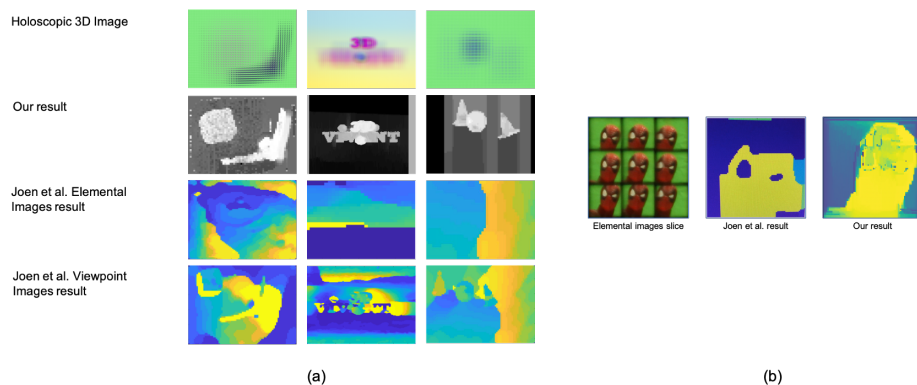 Holoscopic 3D Image
3D
Our result
VIVANT
Joen et al. Elemental
Images result
Joen et al. Viewpoint
Images result
Elemental images slice
Joen et al. result
Our result
(a)
(b)